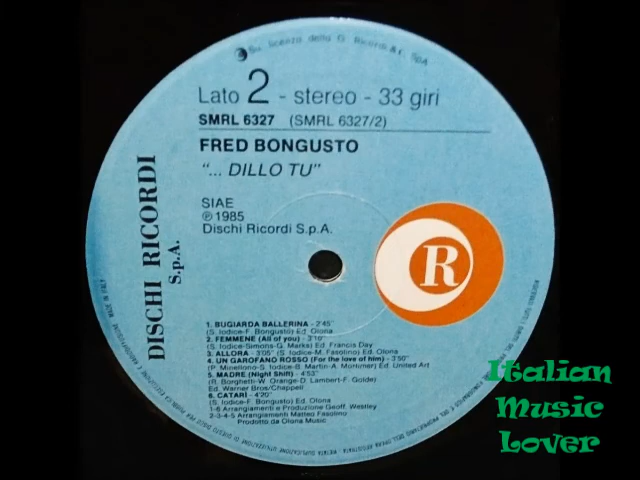 Su licenza della G. Ricordi & C. SpA
Lato 2 - stereo - 33 giri
SMRL 6327 (SMRL 6327/2)
FRED BONGUSTO
"... DILLO TU"
SIAE
℗ 1985
Dischi Ricordi S.p.A.
DISCHI RICORDI
S.p.A.
R
1. BUGIARDA BALLERINA - 2'45"
(S. Iodice-F. Bongusto) Ed. Olona
2. FEMMENE (All of you) - 3'10"
(S. Iodice-Simons-G. Marks) Ed. Francis Day
3. ALLORA - 3'05" (S. Iodice-M. Fasolino) Ed. Olona
4. UN GAROFANO ROSSO (For the love of him) - 3'50"
(P. Minellono-S. Iodice-B. Martin-A. Mortimer) Ed. United Art
5. MADRE (Night Shift) - 4'53"
(R. Borghetti-W. Orange-D. Lambert-F. Golde)
Ed. Warner Bros/Chappell
6. CATARI - 4'20"
(S. Iodice-F. Bongusto) Ed. Olona
1-6 Arrangiamenti e Produzione Geoff. Westley
2-3-4-5 Arrangiamenti Matteo Fasolino
Prodotto da Olona Music
MADE IN ITALY
Italian
Music
Lover